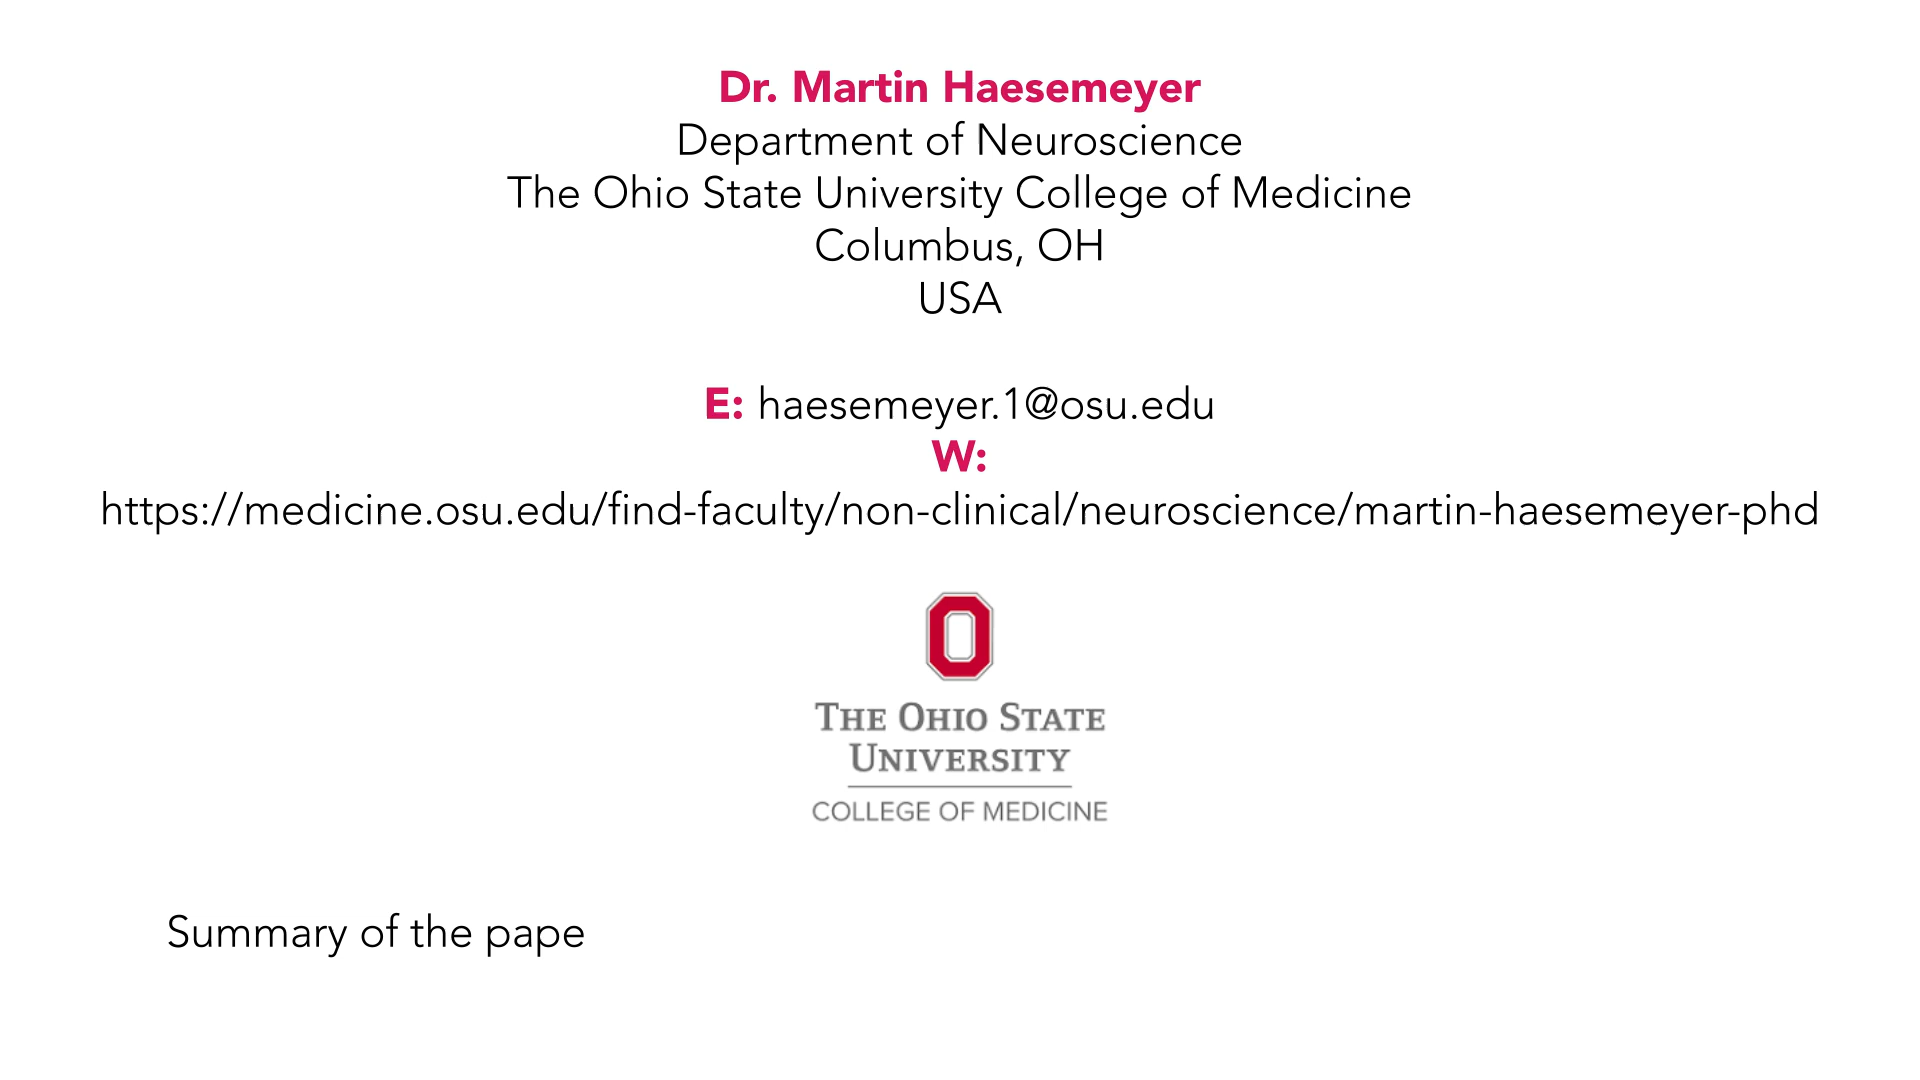 Dr. Martin Haesemeyer
Department of Neuroscience
The Ohio State University College of Medicine
Columbus, OH
USA
E: haesemeyer.1@osu.edu
W:
https://medicine.osu.edu/find-faculty/non-clinical/neuroscience/martin-haesemeyer-phd
THE OHIO STATE
UNIVERSITY
COLLEGE OF MEDICINE
Summary of the pape